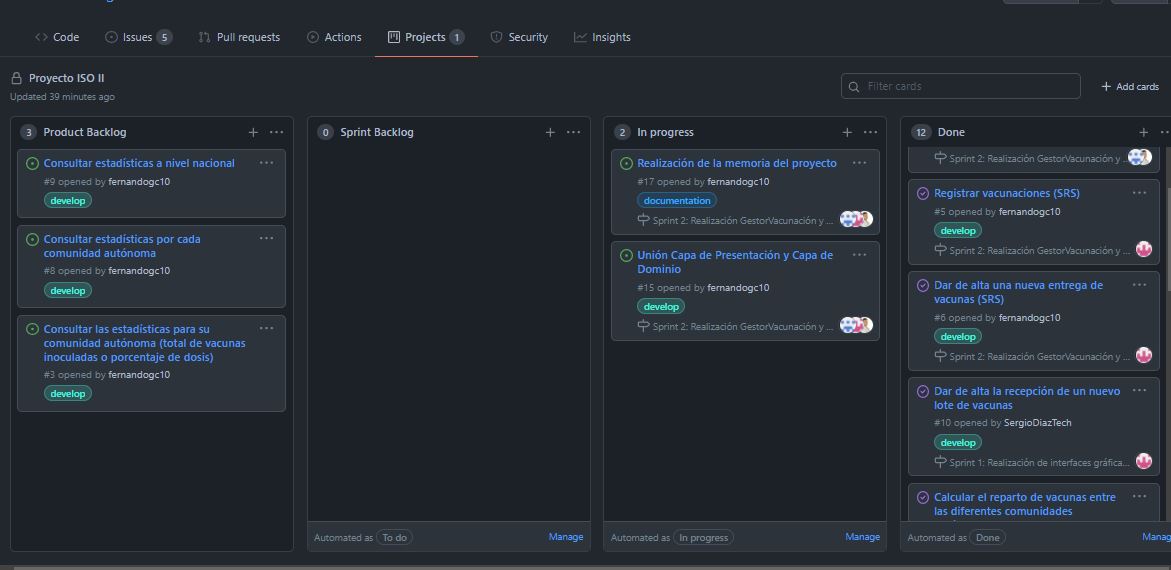 Code
Issues 5
Pull requests
Actions
Projects 1
Security
Insights
Proyecto ISO II
Updated 39 minutes ago
Filter cards
+ Add cards
3 Product Backlog
Consultar estadísticas a nivel nacional
#9 opened by fernandogc10
develop
Consultar estadísticas por cada
comunidad autónoma
#8 opened by fernandogc10
develop
Consultar las estadísticas para su
comunidad autónoma (total de vacunas
inoculadas o porcentaje de dosis)
#3 opened by fernandogc10
develop
0 Sprint Backlog
Automated as To do
Manage
2 In progress
Realización de la memoria del proyecto
#17 opened by fernandogc10
documentation
Sprint 2: Realización GestorVacunación y ...
Unión Capa de Presentación y Capa de
Dominio
#15 opened by fernandogc10
develop
Sprint 2: Realización GestorVacunación y ...
Automated as In progress
Manage
12 Done
Sprint 2: Realización GestorVacunación y ...
Registrar vacunaciones (SRS)
#5 opened by fernandogc10
develop
Sprint 2: Realización GestorVacunación y ...
Dar de alta una nueva entrega de
vacunas (SRS)
#6 opened by fernandogc10
develop
Sprint 2: Realización GestorVacunación y ...
Dar de alta la recepción de un nuevo
lote de vacunas
#10 opened by SergioDiazTech
develop
Sprint 1: Realización de interfaces gráfica...
Calcular el reparto de vacunas entre
las diferentes comunidades
Automated as Done
Manag